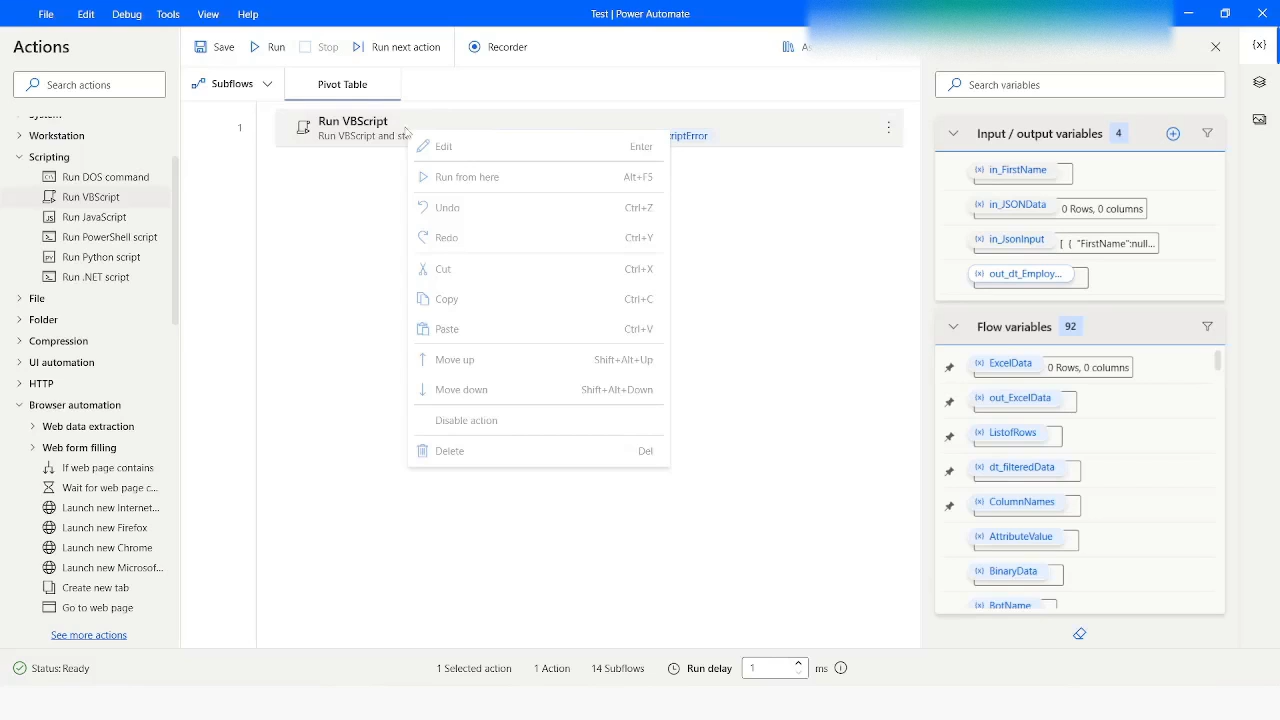 File Edit Debug Tools View Help
Test | Power Automate
Actions
Search actions
Workstation
Scripting
Run DOS command
Run VBScript
Run JavaScript
Run PowerShell script
Run Python script
Run .NET script
File
Folder
Compression
UI automation
HTTP
Browser automation
Web data extraction
Web form filling
If web page contains
Wait for web page c...
Launch new Internet...
Launch new Firefox
Launch new Chrome
Launch new Microsof...
Create new tab
Go to web page
See more actions
Save Run Stop Run next action Recorder
Subflows Pivot Table
1
Run VBScript
Run VBScript and
Edit Enter
Run from here Alt+F5
Undo Ctrl+Z
Redo Ctrl+Y
Cut Ctrl+X
Copy Ctrl+C
Paste Ctrl+V
Move up Shift+Alt+Up
Move down Shift+Alt+Down
Disable action
Delete Del
Search variables
Input / output variables 4
in_FirstName
in_JSONData 0 Rows, 0 columns
in_JsonInput [ { "FirstName":null...
out_dt_Employ...
Flow variables 92
ExcelData 0 Rows, 0 columns
out_ExcelData
ListofRows
dt_filteredData
ColumnNames
AttributeValue
BinaryData
BotName
Status: Ready
1 Selected action 1 Action 14 Subflows Run delay 1 ms